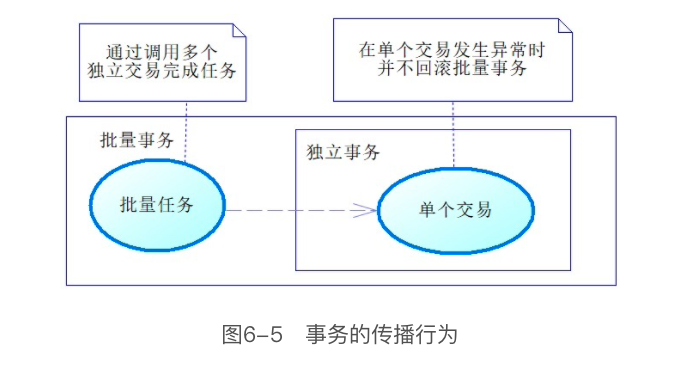 通过调用多个
独立交易完成任务
在单个交易发生异常时
并不回滚批量事务
批量事务
独立事务
批量任务
单个交易
图6-5 事务的传播行为